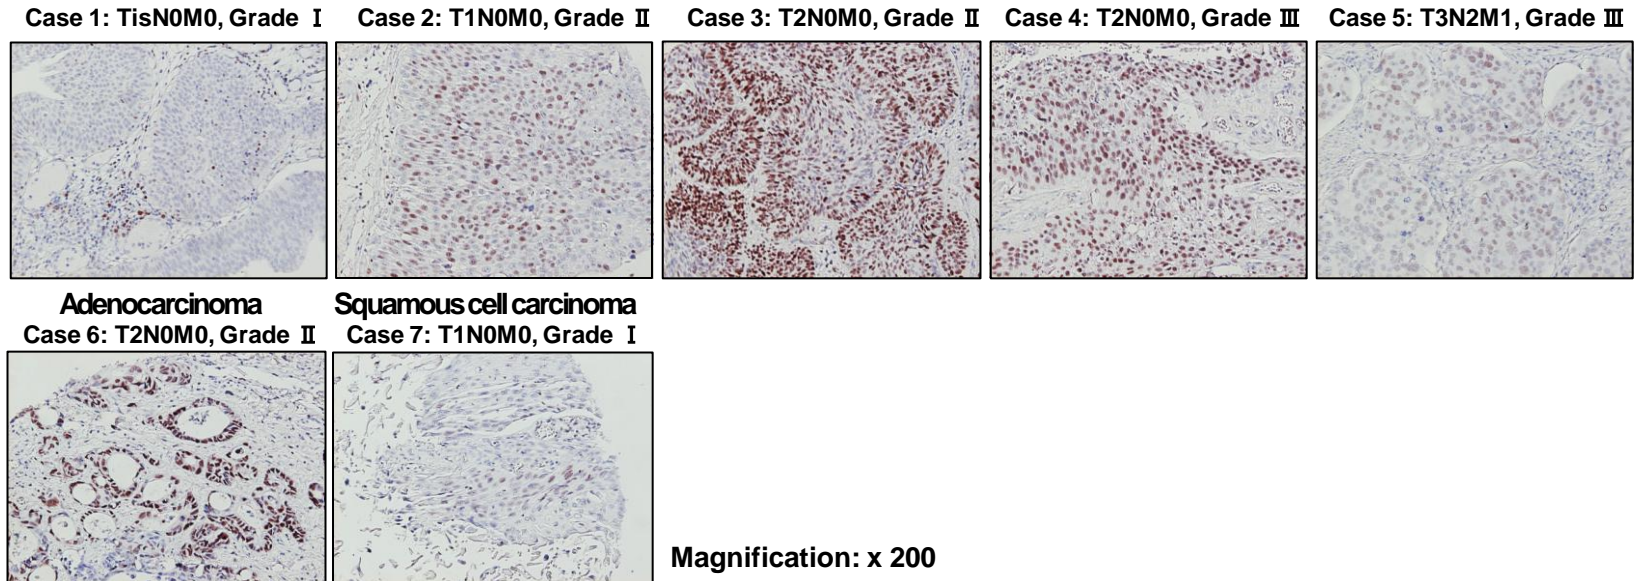 Case 1: TisN0M0, Grade Ⅰ
Case 2: T1N0M0, Grade Ⅱ
Case 3: T2N0M0, Grade Ⅱ
Case 4: T2N0M0, Grade Ⅲ
Case 5: T3N2M1, Grade Ⅲ
Adenocarcinoma
Case 6: T2N0M0, Grade Ⅱ
Squamous cell carcinoma
Case 7: T1N0M0, Grade Ⅰ
Magnification: x 200